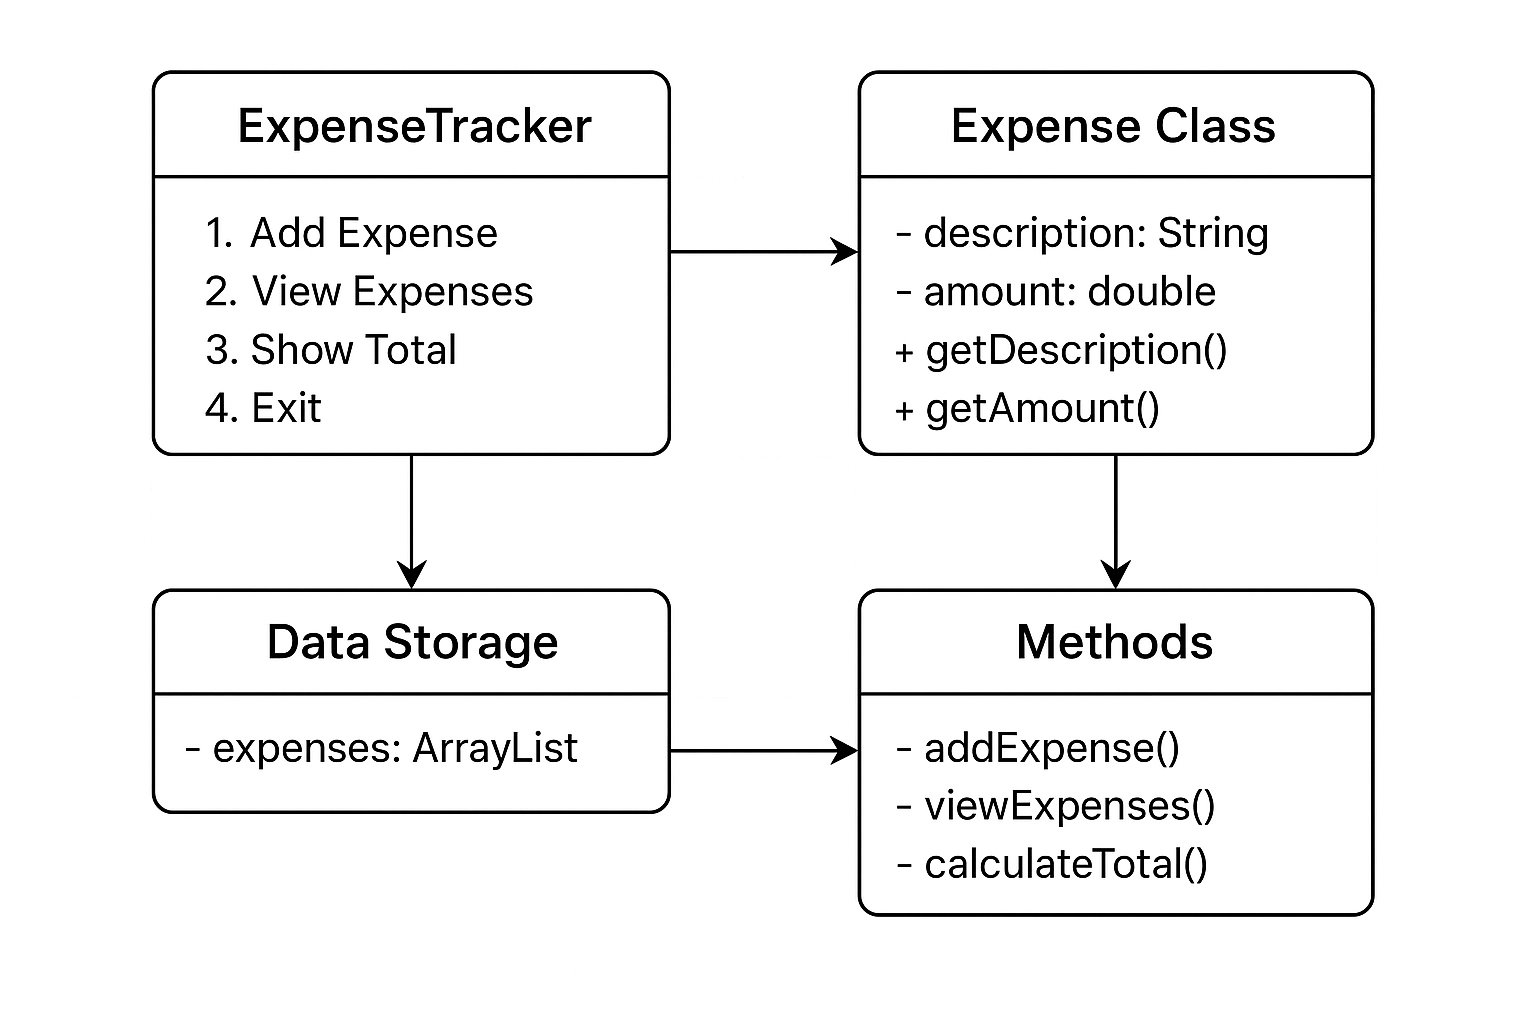 ExpenseTracker
1. Add Expense
2. View Expenses
3. Show Total
4. Exit
Expense Class
- description: String
- amount: double
+ getDescription()
+ getAmount()
Data Storage
- expenses: ArrayList
Methods
- addExpense()
- viewExpenses()
- calculateTotal()